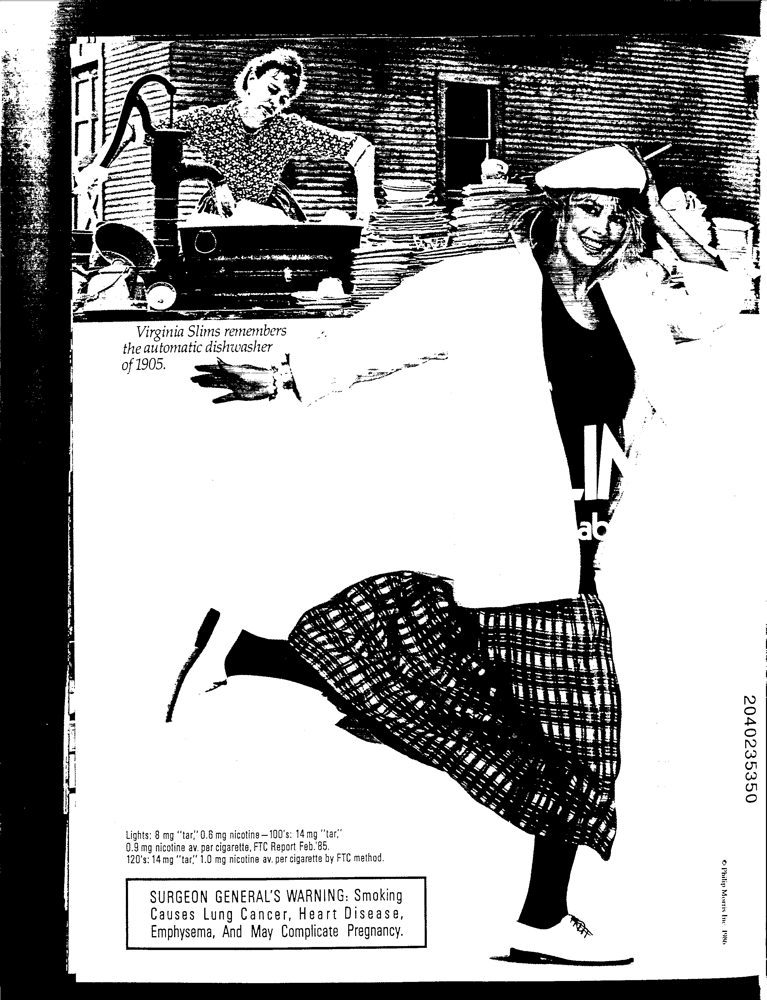 Virginia Slims remembers
the automatic dishwasher
of 1905.
LIN
ab
Lights: 8 mg "tar," 0.6 mg nicotine—100's: 14 mg "tar,"
0.9 mg nicotine av. per cigarette, FTC Report Feb.'85.
120's: 14 mg "tar," 1.0 mg nicotine av. per cigarette by FTC method.
SURGEON GENERAL'S WARNING: Smoking
Causes Lung Cancer, Heart Disease,
Emphysema, And May Complicate Pregnancy.
2040235350
© Philip Morris Inc. 1986